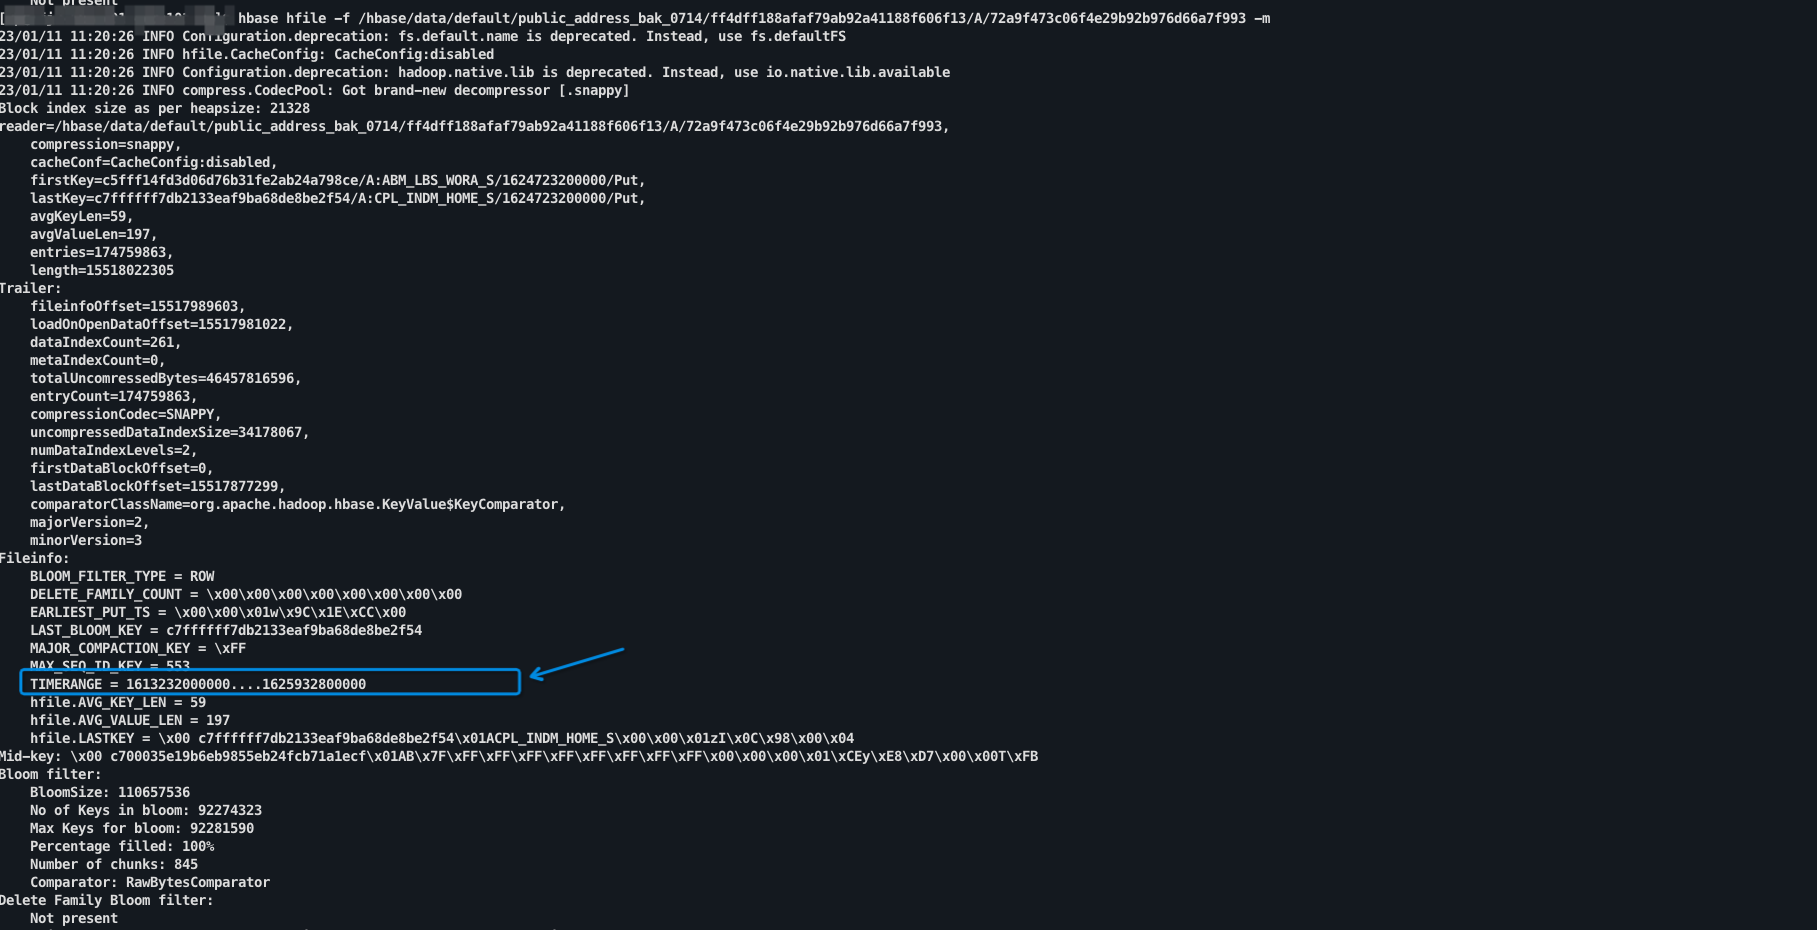 Not present
hbase hfile -f /hbase/data/default/public_address_bak_0714/ff4dff188afaf79ab92a41188f606f13/A/72a9f473c06f4e29b92b976d66a7f993 -m
23/01/11 11:20:26 INFO Configuration.deprecation: fs.default.name is deprecated. Instead, use fs.defaultFS
23/01/11 11:20:26 INFO hfile.CacheConfig: CacheConfig:disabled
23/01/11 11:20:26 INFO Configuration.deprecation: hadoop.native.lib is deprecated. Instead, use io.native.lib.available
23/01/11 11:20:26 INFO compress.CodecPool: Got brand-new decompressor [.snappy]
Block index size as per heapsize: 21328
reader=/hbase/data/default/public_address_bak_0714/ff4dff188afaf79ab92a41188f606f13/A/72a9f473c06f4e29b92b976d66a7f993,
compression=snappy,
cacheConf=CacheConfig:disabled,
firstKey=c5fff14fd3d06d76b31fe2ab24a798ce/A:ABM_LBS_WORA_S/1624723200000/Put,
lastKey=c7ffffff7db2133eaf9ba68de8be2f54/A:CPL_INDM_HOME_S/1624723200000/Put,
avgKeyLen=59,
avgValueLen=197,
entries=174759863,
length=15518022305
Trailer:
fileinfoOffset=15517989603,
loadOnOpenDataOffset=15517981022,
dataIndexCount=261,
metaIndexCount=0,
totalUncomressedBytes=46457816596,
entryCount=174759863,
compressionCodec=SNAPPY,
uncompressedDataIndexSize=34178067,
numDataIndexLevels=2,
firstDataBlockOffset=0,
lastDataBlockOffset=15517877299,
comparatorClassName=org.apache.hadoop.hbase.KeyValue$KeyComparator,
majorVersion=2,
minorVersion=3
Fileinfo:
BLOOM_FILTER_TYPE = ROW
DELETE_FAMILY_COUNT = \x00\x00\x00\x00\x00\x00\x00\x00
EARLIEST_PUT_TS = \x00\x00\x01w\x9C\x1E\xCC\x00
LAST_BLOOM_KEY = c7ffffff7db2133eaf9ba68de8be2f54
MAJOR_COMPACTION_KEY = \xFF
MAX_SEQ_ID_KEY = 553
TIMERANGE = 1613232000000....1625932800000
hfile.AVG_KEY_LEN = 59
hfile.AVG_VALUE_LEN = 197
hfile.LASTKEY = \x00 c7ffffff7db2133eaf9ba68de8be2f54\x01ACPL_INDM_HOME_S\x00\x00\x01zI\x0C\x98\x00\x04
Mid-key: \x00 c700035e19b6eb9855eb24fcb71a1ecf\x01AB\x7F\xFF\xFF\xFF\xFF\xFF\xFF\xFF\xFF\x00\x00\x00\x01\xCEy\xE8\xD7\x00\x00T\xFB
Bloom filter:
BloomSize: 110657536
No of Keys in bloom: 92274323
Max Keys for bloom: 92281590
Percentage filled: 100%
Number of chunks: 845
Comparator: RawBytesComparator
Delete Family Bloom filter:
Not present